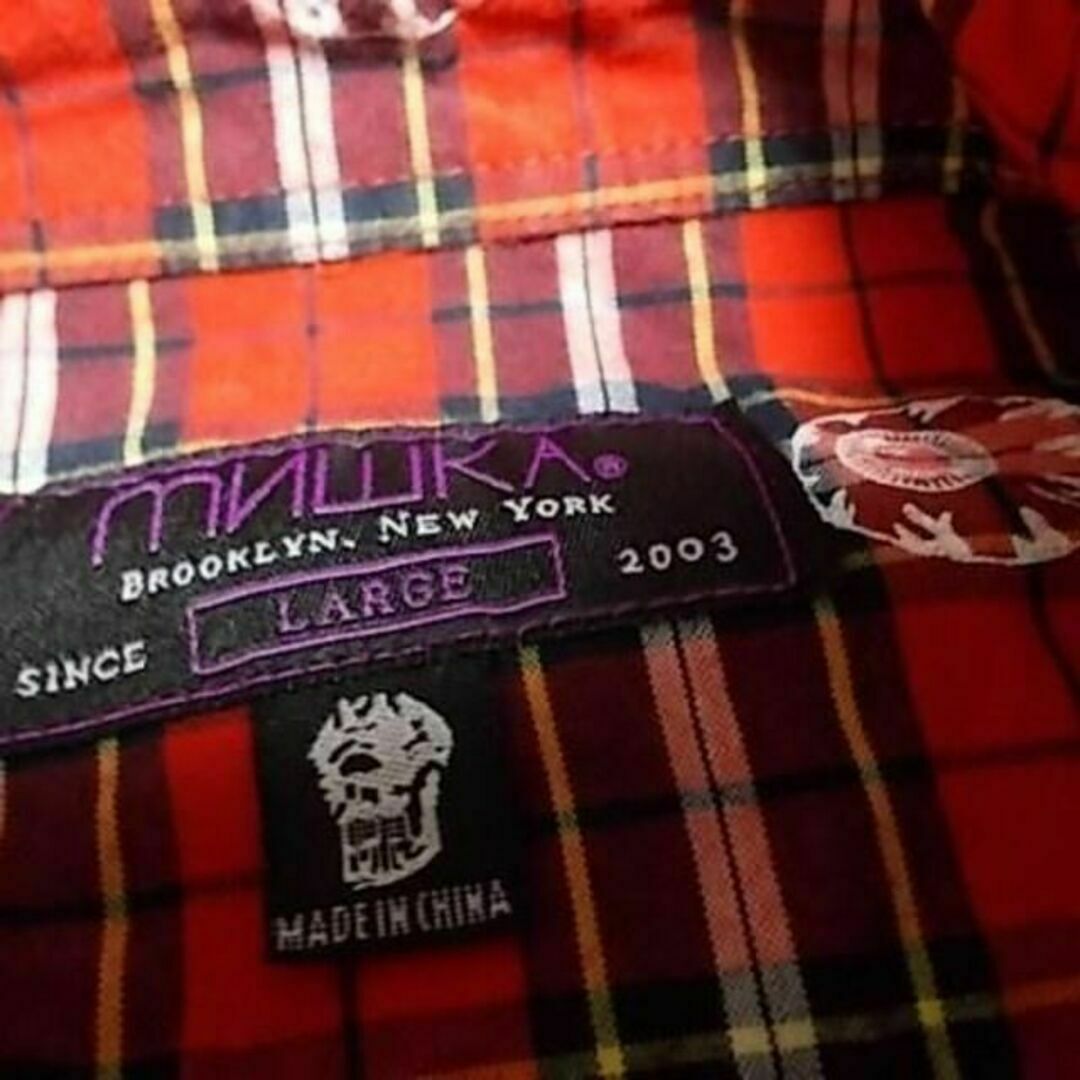 мишка®
BROOKLYN, NEW YORK
SINCE LARGE 2003
MADE IN CHINA